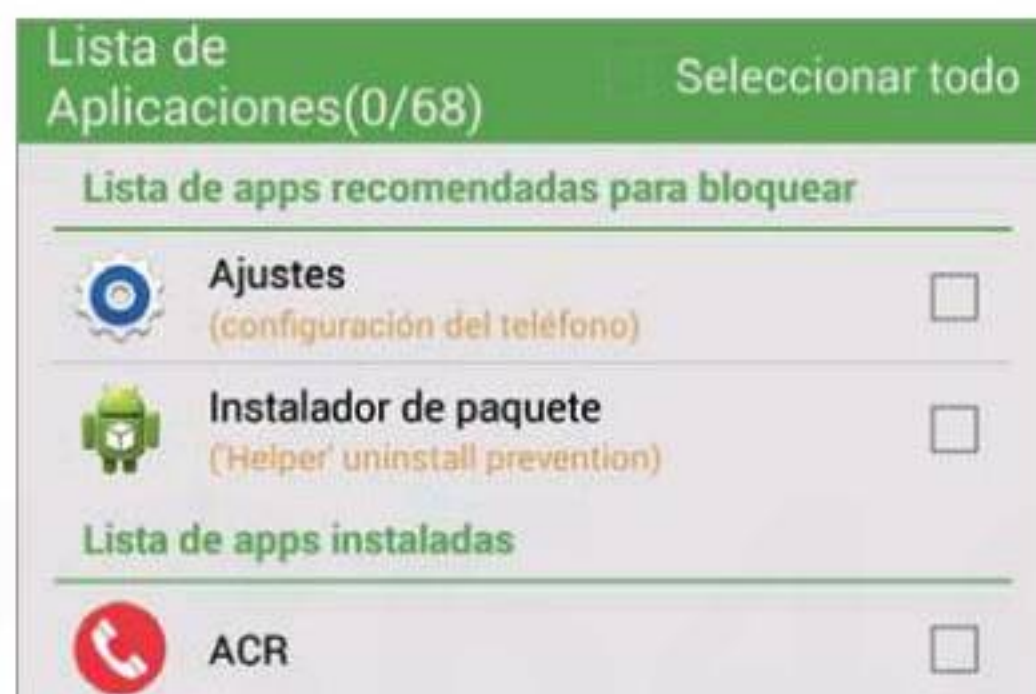 Lista de
Aplicaciones(0/68)
Seleccionar todo
Lista de apps recomendadas para bloquear
Ajustes
(configuración del teléfono)
Instalador de paquete
('Helper' uninstall prevention)
Lista de apps instaladas
ACR